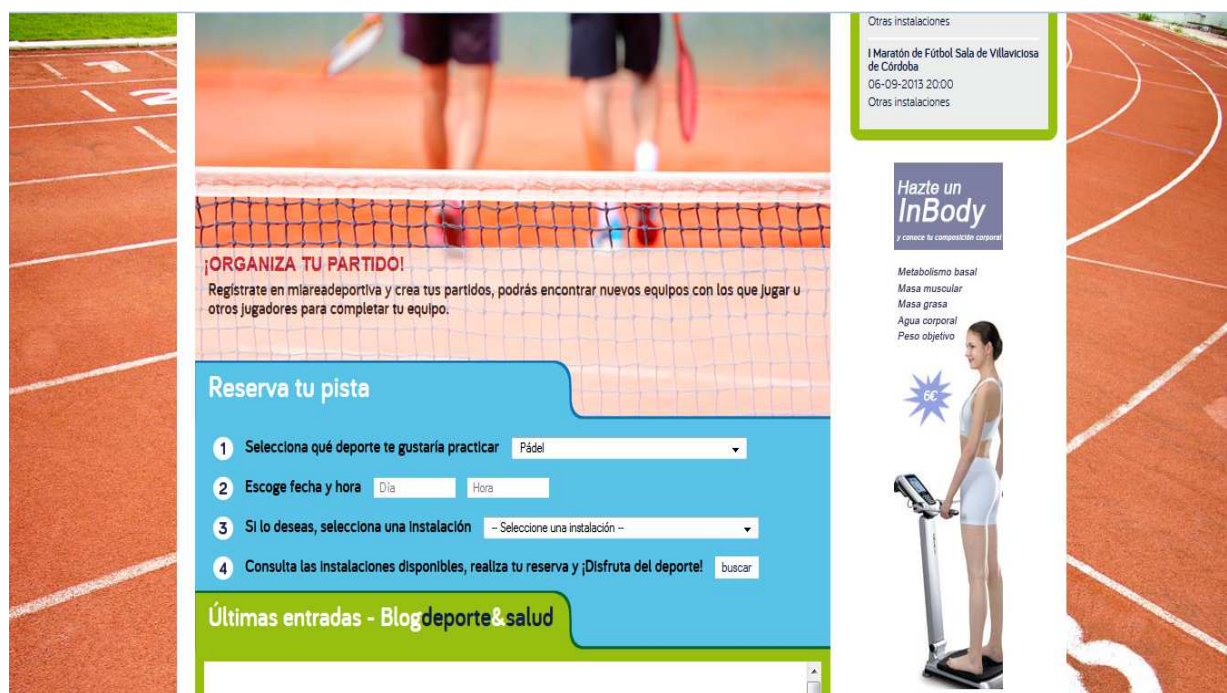 Otras instalaciones
I Maratón de Fútbol Sala de Villaviciosa
de Córdoba
06-09-2013 20:00
Otras instalaciones
Hazte un
InBody
y conoce tu composición corporal
Metabolismo basal
Masa muscular
Masa grasa
Agua corporal
Peso objetivo
6€
¡ORGANIZA TU PARTIDO!
Regístrate en miareadeportiva y crea tus partidos, podrás encontrar nuevos equipos con los que jugar u
otros jugadores para completar tu equipo.
Reserva tu pista
1 Selecciona qué deporte te gustaría practicar Pádel
2 Escoge fecha y hora Día Hora
3 Si lo deseas, selecciona una instalación -- Seleccione una instalación --
4 Consulta las instalaciones disponibles, realiza tu reserva y ¡Disfruta del deporte! buscar
Últimas entradas - Blogdeporte&salud